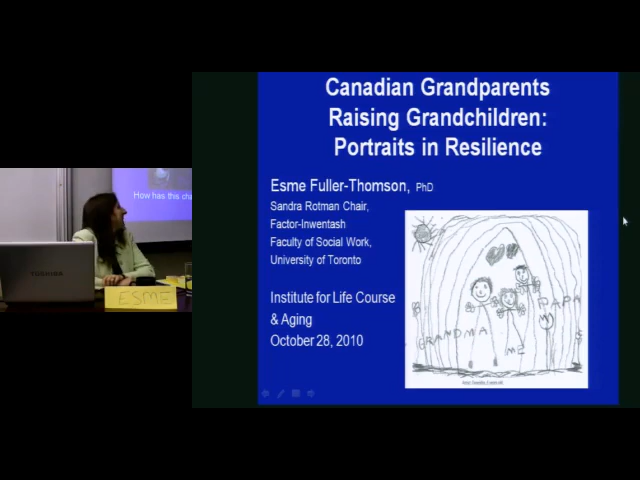 Canadian Grandparents
Raising Grandchildren:
Portraits in Resilience
Esme Fuller-Thomson, PhD
Sandra Rotman Chair,
Factor-Inwentash
Faculty of Social Work,
University of Toronto
Institute for Life Course
& Aging
October 28, 2010
GRANDMA
ME
PAPA
How has this cha
TOSHIBA
ESME